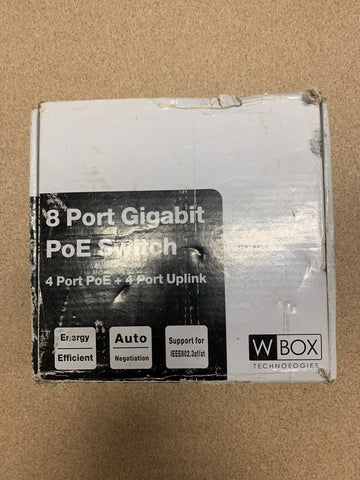 8 Port Gigabit
PoE Switch
4 Port PoE + 4 Port Uplink
Energy
Efficient
Auto
Negotiation
Support for
IEEE802.3af/at
W BOX
TECHNOLOGIES